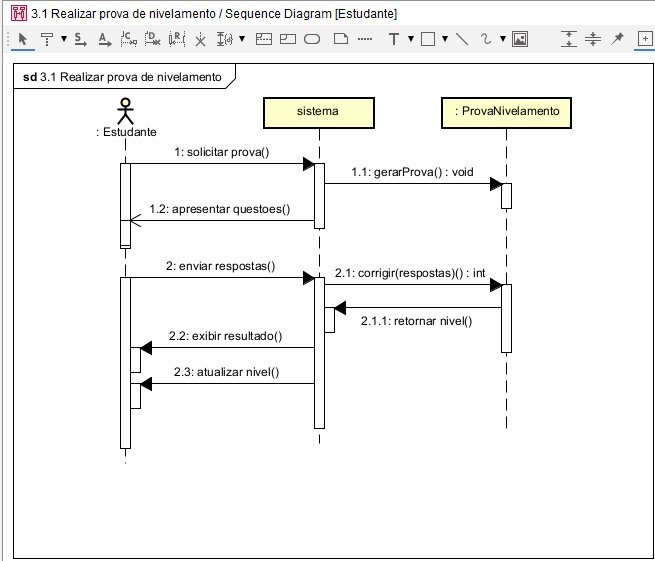 3.1 Realizar prova de nivelamento / Sequence Diagram [Estudante]
sd 3.1 Realizar prova de nivelamento
: Estudante
sistema
: ProvaNivelamento
1: solicitar prova()
1.1: gerarProva() : void
1.2: apresentar questoes()
2: enviar respostas()
2.1: corrigir(respostas)() : int
2.1.1: retornar nivel()
2.2: exibir resultado()
2.3: atualizar nivel()